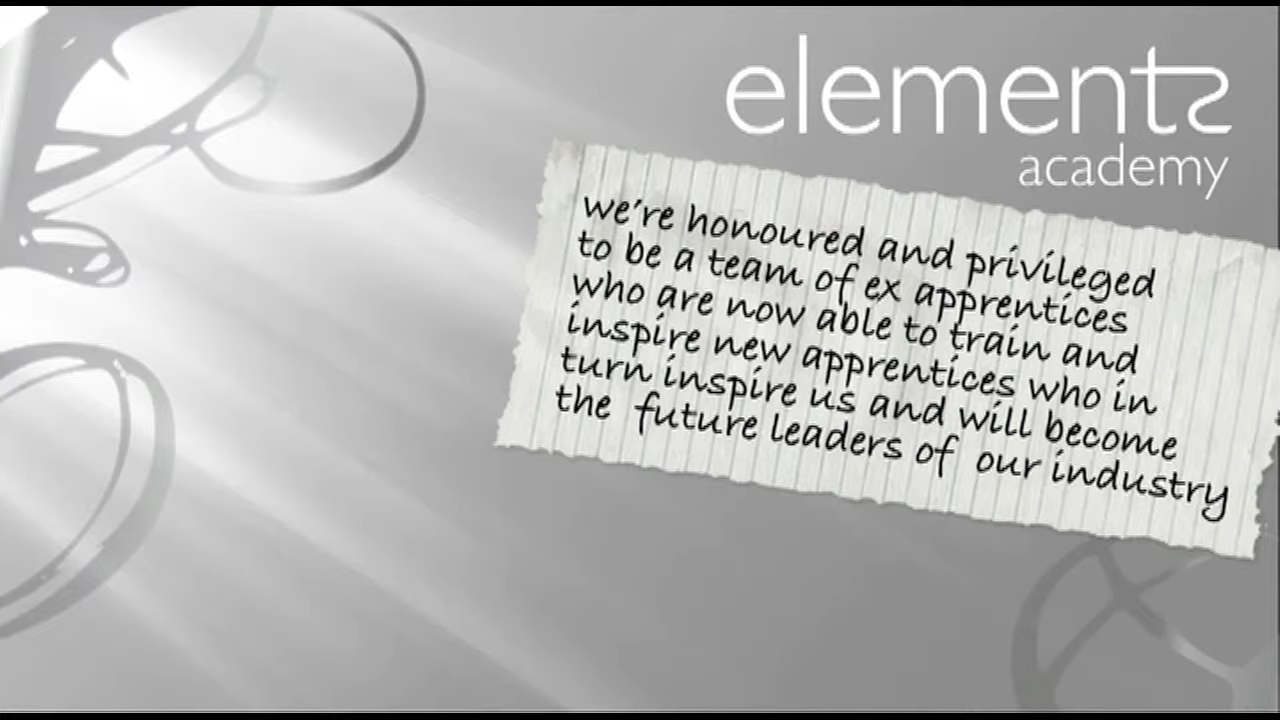 elements
academy
we're honoured and privileged
to be a team of ex apprentices
who are now able to train and
inspire new apprentices who in
turn inspire us and will become
the future leaders of our industry